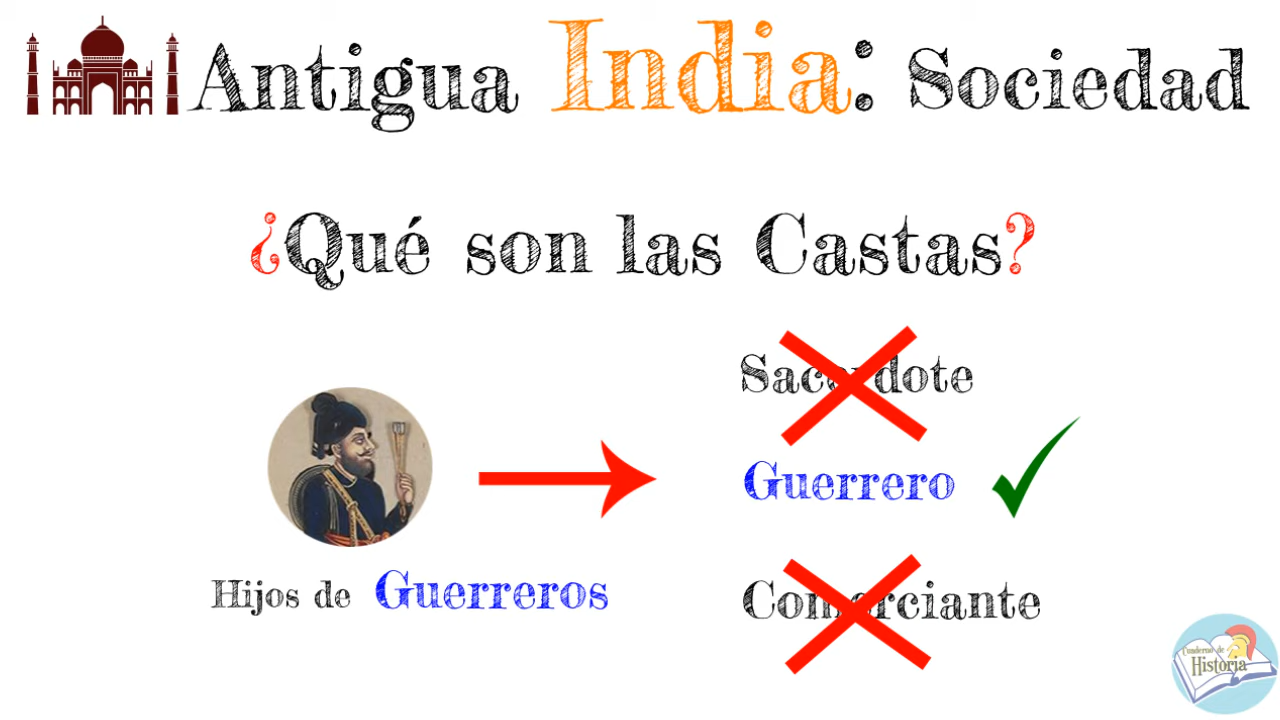 Antigua India: Sociedad
¿Qué son las Castas?
Sacerdote
Guerrero
Hijos de Guerreros
Comerciante
Cuaderno de
Historia